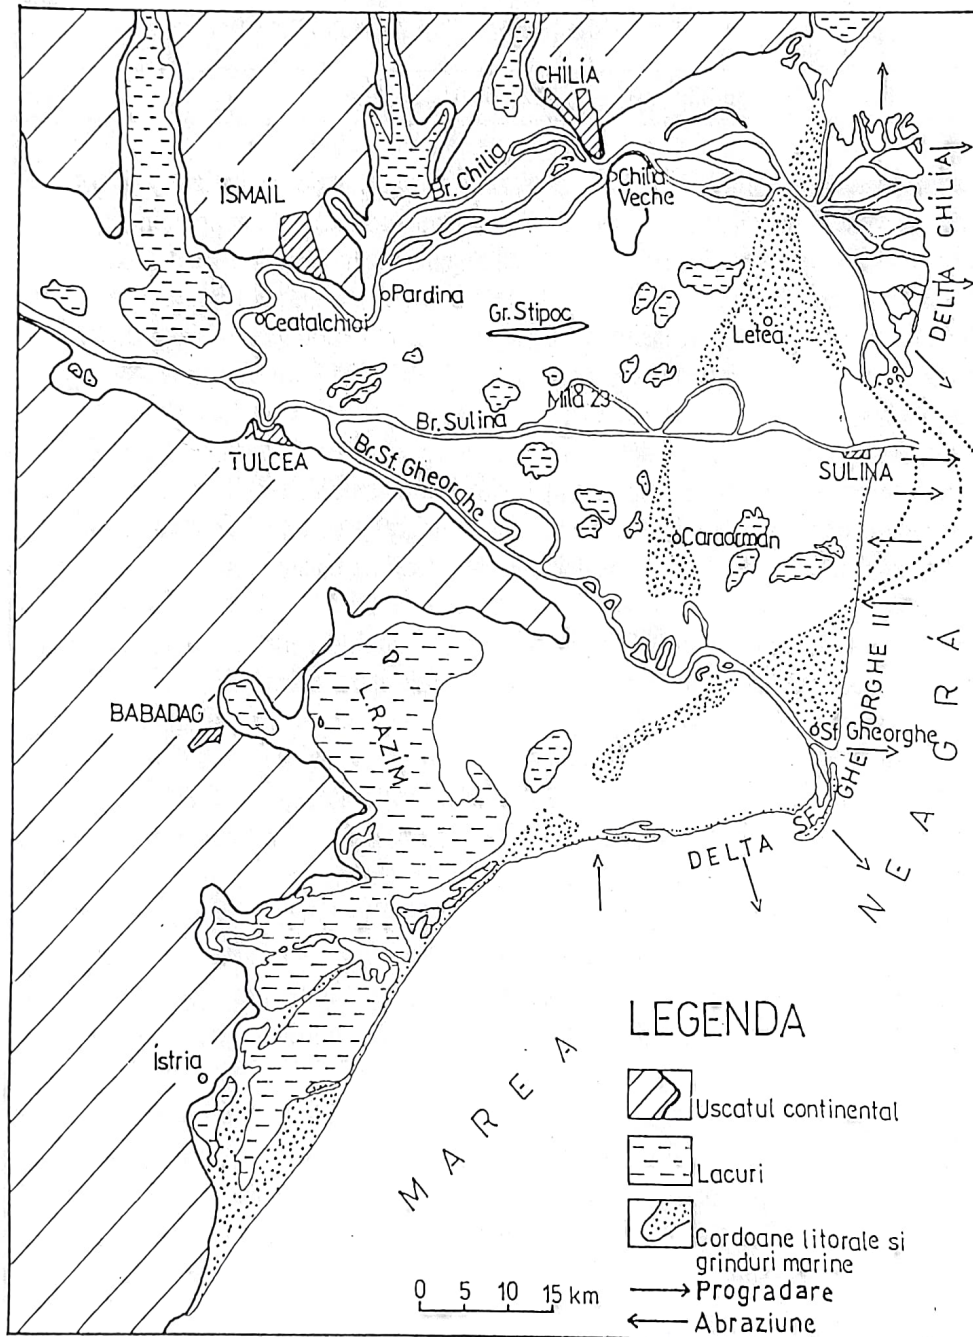 CHILIA
Br. Chilia
Chilia
Veche
ISMAIL
DELTA CHILIA
Pardina
Ceatalchioi
Gr. Stipoc
Letea
Mila 23
Br. Sulina
TULCEA
Br. Sf. Gheorghe
SULINA
Caraorman
BABADAG
L. RAZIM
Sf. Gheorghe
DELTA SF. GHEORGHE II
MAREA NEAGRĂ
Istria
LEGENDA
Uscatul continental
Lacuri
Cordoane litorale si
grinduri marine
Progradare
Abraziune
0 5 10 15 km